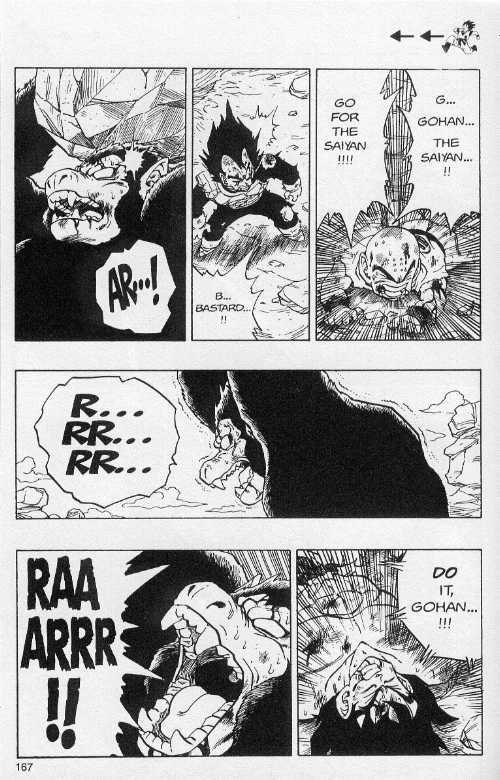 G...
GOHAN...
THE
SAIYAN...
!!
GO
FOR
THE
SAIYAN
!!!!
B...
BASTARD...
!!
AR...!
R...
RR...
RR...
DO
IT,
GOHAN...
!!!
RAA
ARRR
!!
167